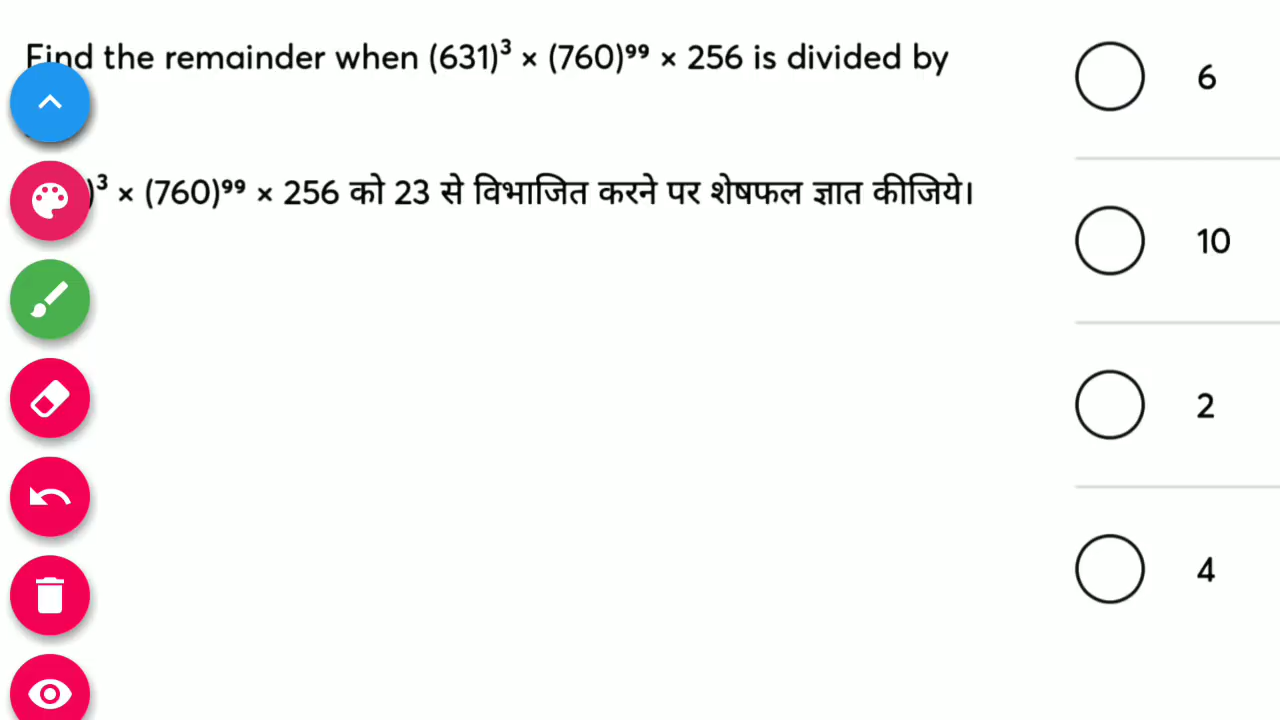 Find the remainder when (631)³ × (760)⁹⁹ × 256 is divided by
)³ × (760)⁹⁹ × 256 को 23 से विभाजित करने पर शेषफल ज्ञात कीजिये।
6
10
2
4